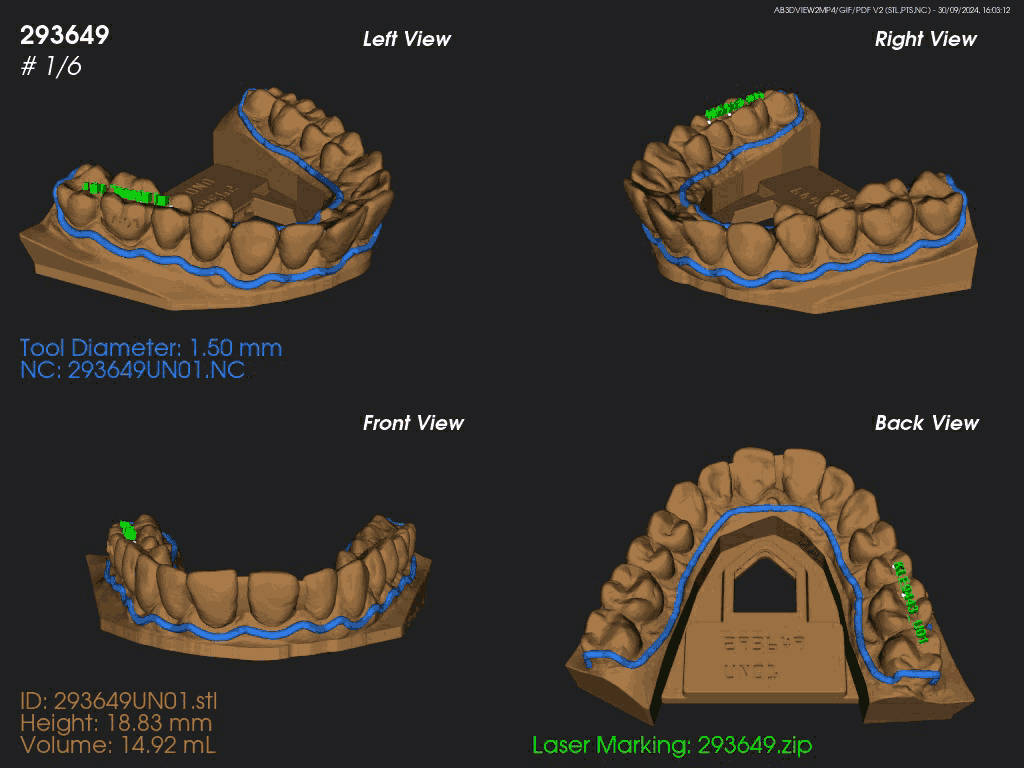 AB3DVIEW2MP4/GIF/PDF V2 (STL,PTS,NC) - 30/09/2024, 16:03:12
293649
# 1/6
Left View
Right View
Tool Diameter: 1.50 mm
NC: 293649UN01.NC
Front View
Back View
ID: 293649UN01.stl
Height: 18.83 mm
Volume: 14.92 mL
Laser Marking: 293649.zip